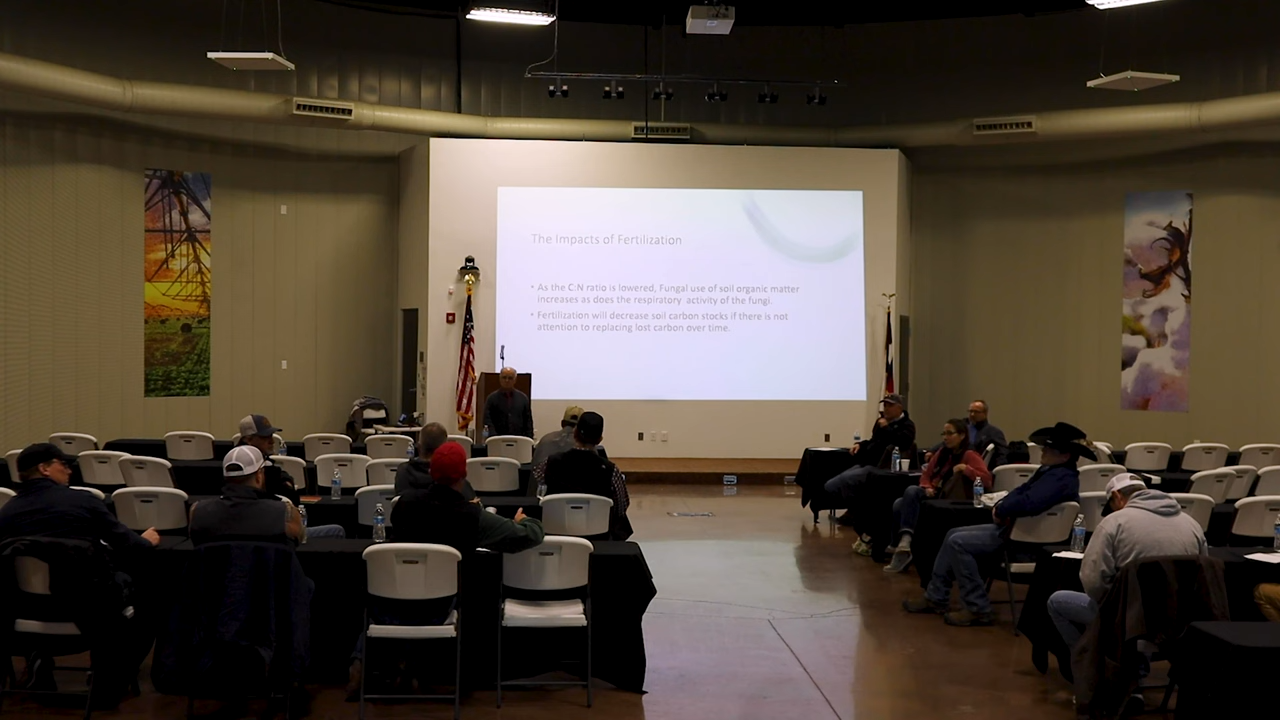 The Impacts of Fertilization
• As the C:N ratio is lowered, Fungal use of soil organic matter
increases as does the respiratory activity of the fungi.
• Fertilization will decrease soil carbon stocks if there is not
attention to replacing lost carbon over time.